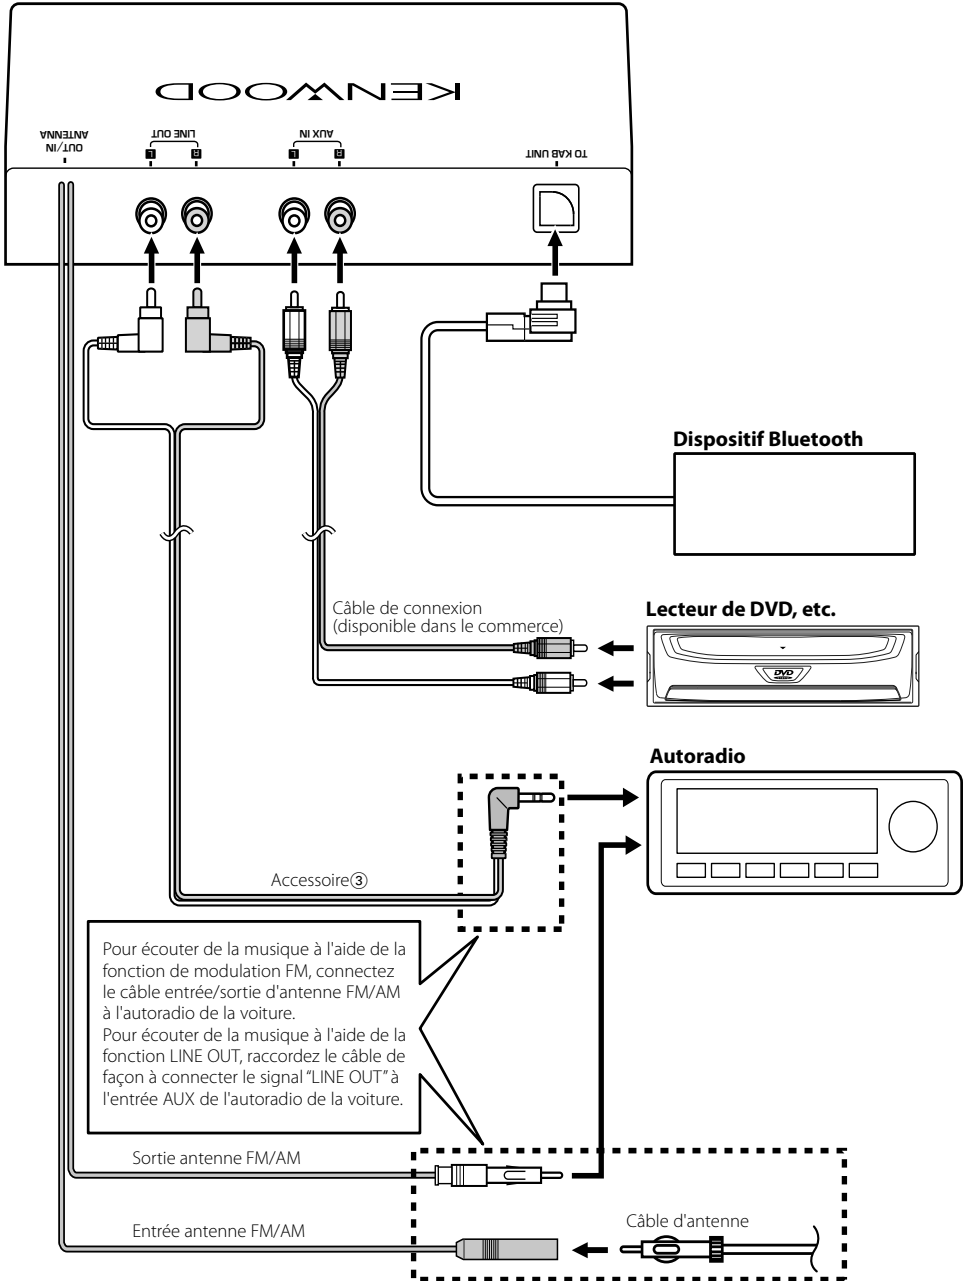 KENWOOD
OUT/IN
ANTENNA
LINE OUT
L
R
AUX IN
L
R
TO KAB UNIT
Dispositif Bluetooth
Câble de connexion
(disponible dans le commerce)
Lecteur de DVD, etc.
DVD
Autoradio
Accessoire③
Pour écouter de la musique à l'aide de la
fonction de modulation FM, connectez
le câble entrée/sortie d'antenne FM/AM
à l'autoradio de la voiture.
Pour écouter de la musique à l'aide de la
fonction LINE OUT, raccordez le câble de
façon à connecter le signal “LINE OUT” à
l'entrée AUX de l'autoradio de la voiture.
Sortie antenne FM/AM
Entrée antenne FM/AM
Câble d'antenne